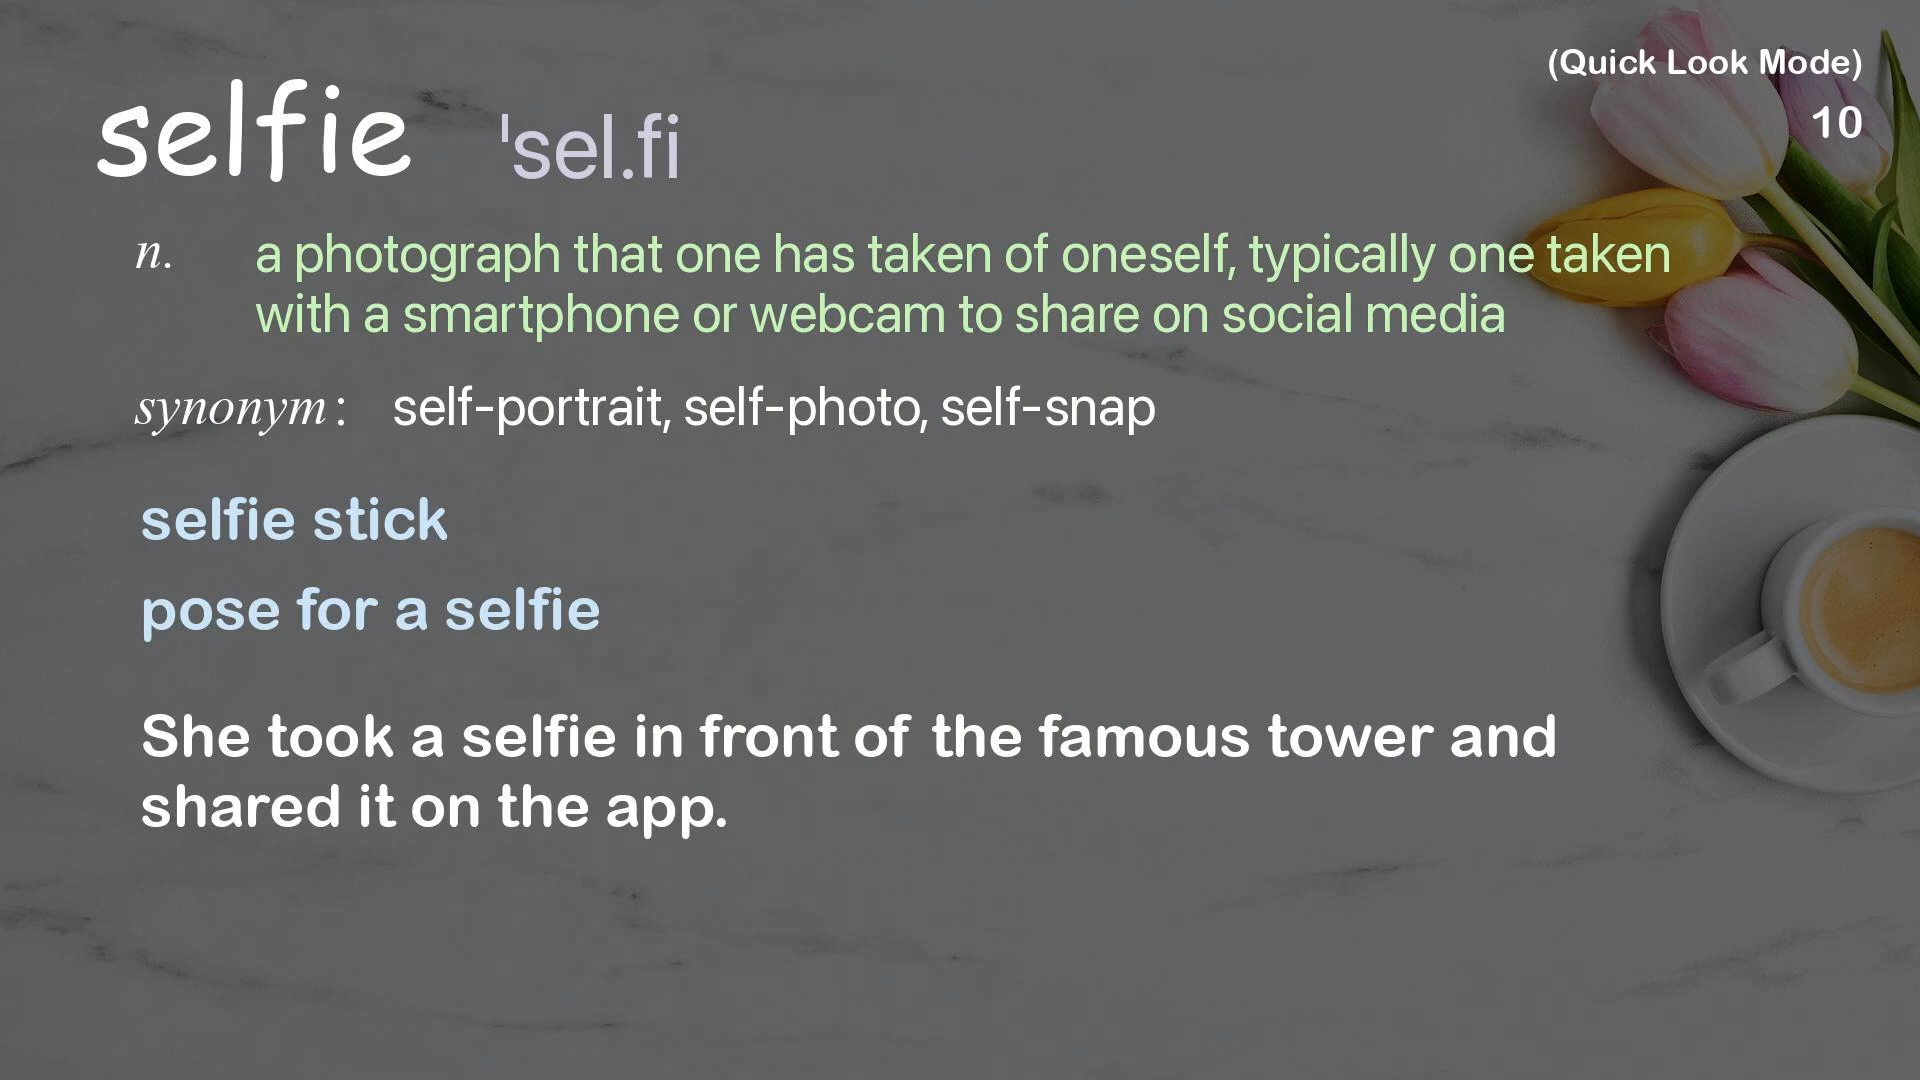 (Quick Look Mode)
10
selfie ˈsel.fi
n. a photograph that one has taken of oneself, typically one taken
with a smartphone or webcam to share on social media
synonym: self-portrait, self-photo, self-snap
selfie stick
pose for a selfie
She took a selfie in front of the famous tower and
shared it on the app.